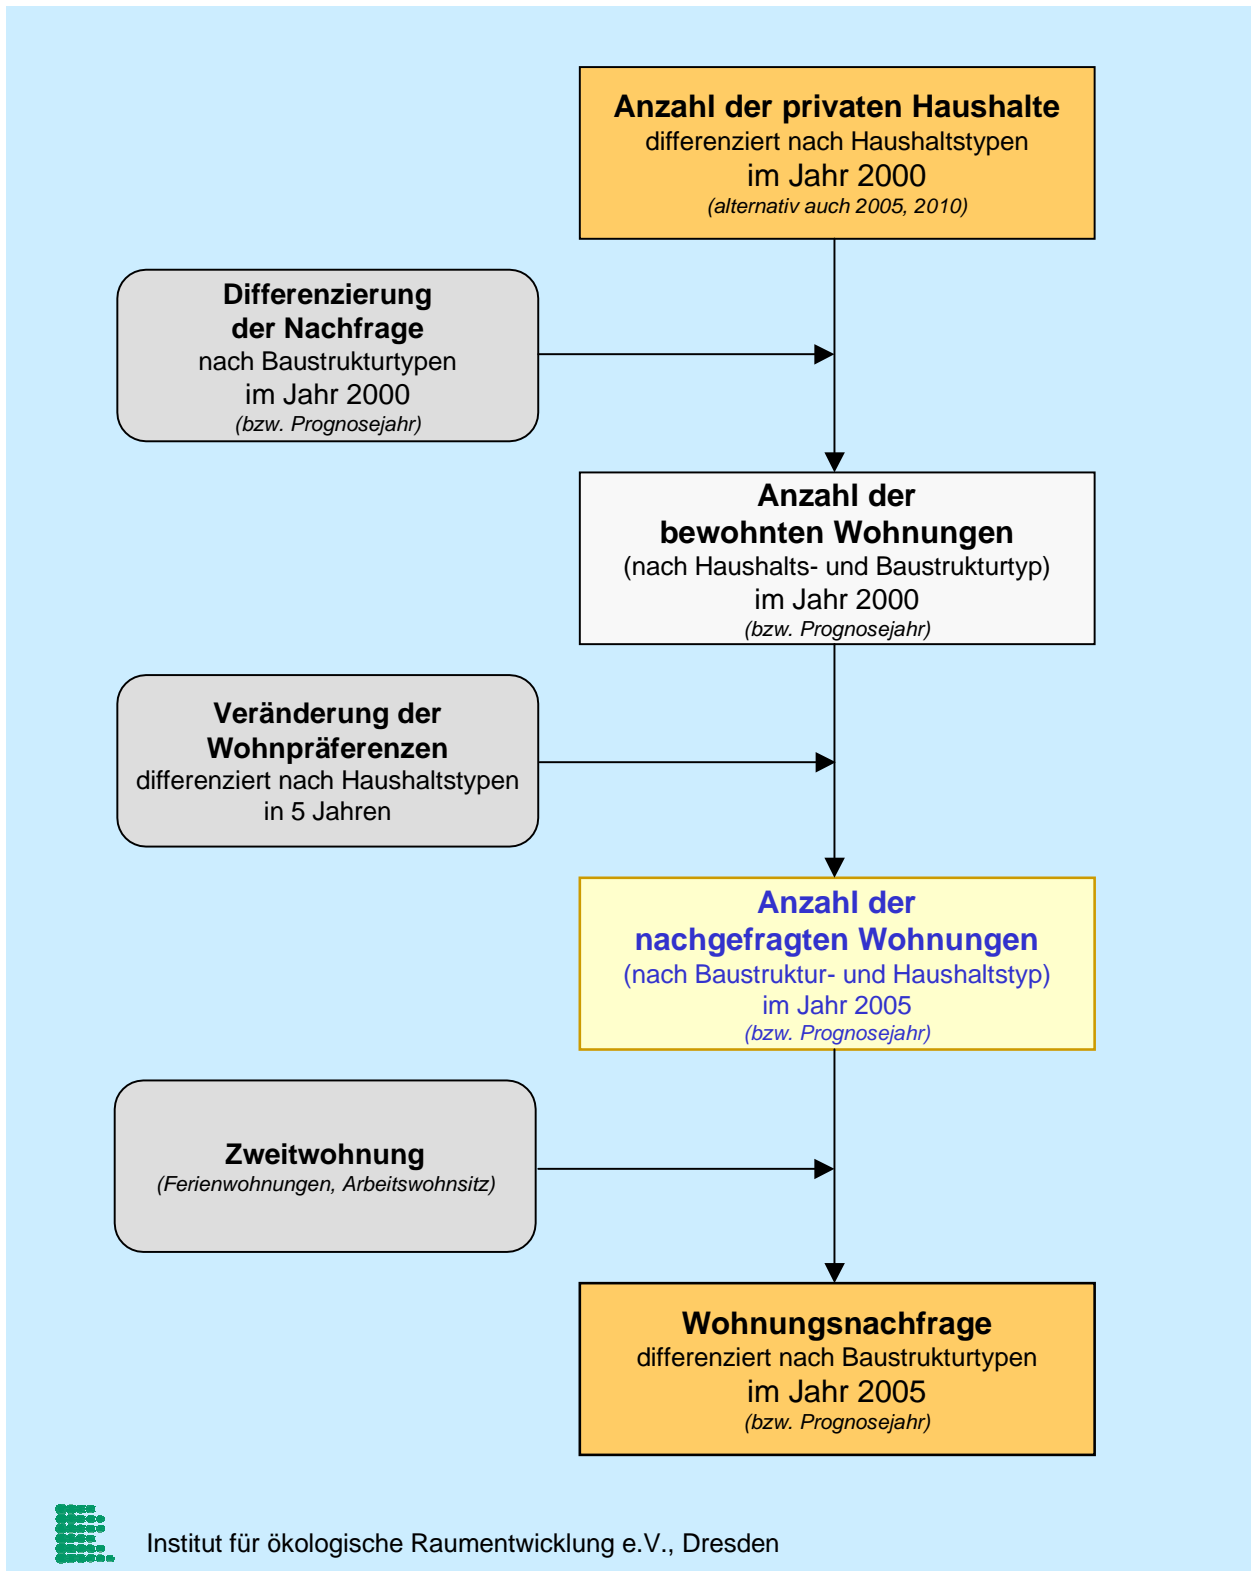 Anzahl der privaten Haushalte
differenziert nach Haushaltstypen
im Jahr 2000
(alternativ auch 2005, 2010)
Differenzierung
der Nachfrage
nach Baustrukturtypen
im Jahr 2000
(bzw. Prognosejahr)
Anzahl der
bewohnten Wohnungen
(nach Haushalts- und Baustrukturtyp)
im Jahr 2000
(bzw. Prognosejahr)
Veränderung der
Wohnpräferenzen
differenziert nach Haushaltstypen
in 5 Jahren
Anzahl der
nachgefragten Wohnungen
(nach Baustruktur- und Haushaltstyp)
im Jahr 2005
(bzw. Prognosejahr)
Zweitwohnung
(Ferienwohnungen, Arbeitswohnsitz)
Wohnungsnachfrage
differenziert nach Baustrukturtypen
im Jahr 2005
(bzw. Prognosejahr)
Institut für ökologische Raumentwicklung e.V., Dresden